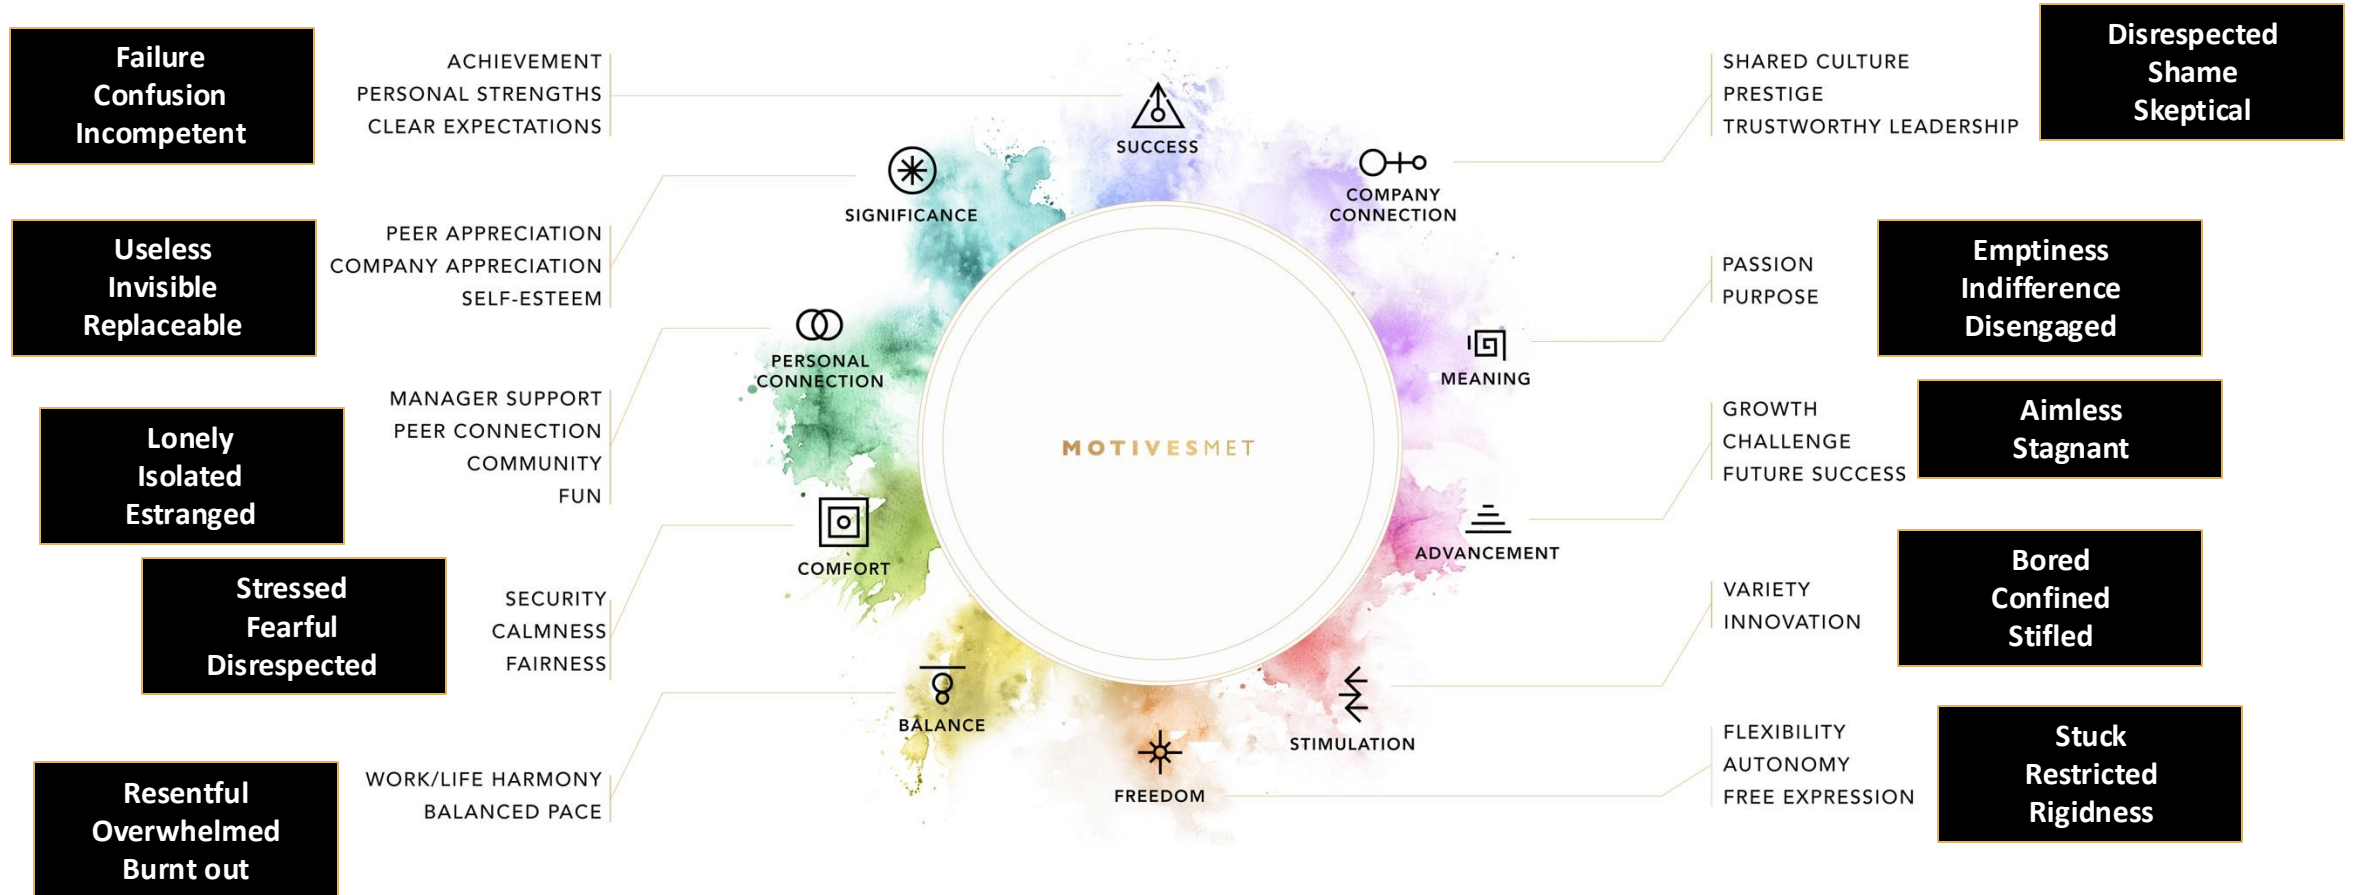 Failure
Confusion
Incompetent
ACHIEVEMENT
PERSONAL STRENGTHS
CLEAR EXPECTATIONS
SUCCESS
Useless
Invisible
Replaceable
PEER APPRECIATION
COMPANY APPRECIATION
SELF-ESTEEM
SIGNIFICANCE
Lonely
Isolated
Estranged
MANAGER SUPPORT
PEER CONNECTION
COMMUNITY
FUN
PERSONAL
CONNECTION
Stressed
Fearful
Disrespected
SECURITY
CALMNESS
FAIRNESS
COMFORT
Resentful
Overwhelmed
Burnt out
WORK/LIFE HARMONY
BALANCED PACE
BALANCE
MOTIVESMET
COMPANY
CONNECTION
SHARED CULTURE
PRESTIGE
TRUSTWORTHY LEADERSHIP
Disrespected
Shame
Skeptical
MEANING
PASSION
PURPOSE
Emptiness
Indifference
Disengaged
ADVANCEMENT
GROWTH
CHALLENGE
FUTURE SUCCESS
Aimless
Stagnant
STIMULATION
VARIETY
INNOVATION
Bored
Confined
Stifled
FREEDOM
FLEXIBILITY
AUTONOMY
FREE EXPRESSION
Stuck
Restricted
Rigidness